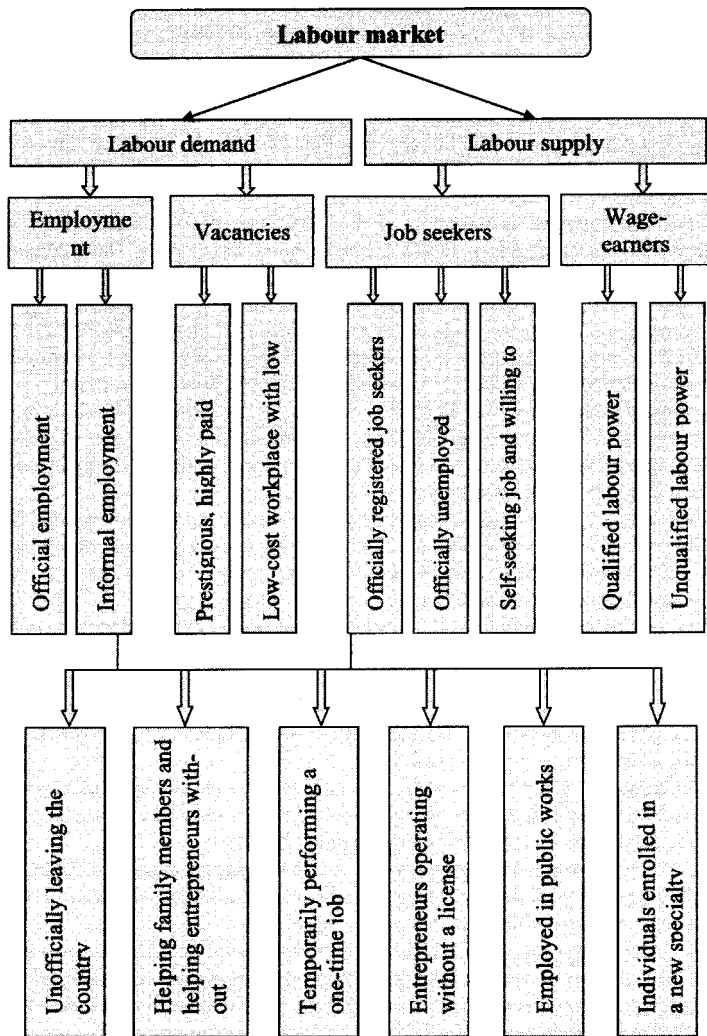 Labour market
Labour demand
Labour supply
Employme
nt
Vacancies
Job seekers
Wage-
earners
Official employment
Informal employment
Prestigious, highly paid
Low-cost workplace with low
Officially registered job seekers
Officially unemployed
Self-seeking job and willing to
Qualified labour power
Unqualified labour power
Unofficially leaving the
country
Helping family members and
helping entrepreneurs with-
out
Temporarily performing a
one-time job
Entrepreneurs operating
without a license
Employed in public works
Individuals enrolled in
a new specialty